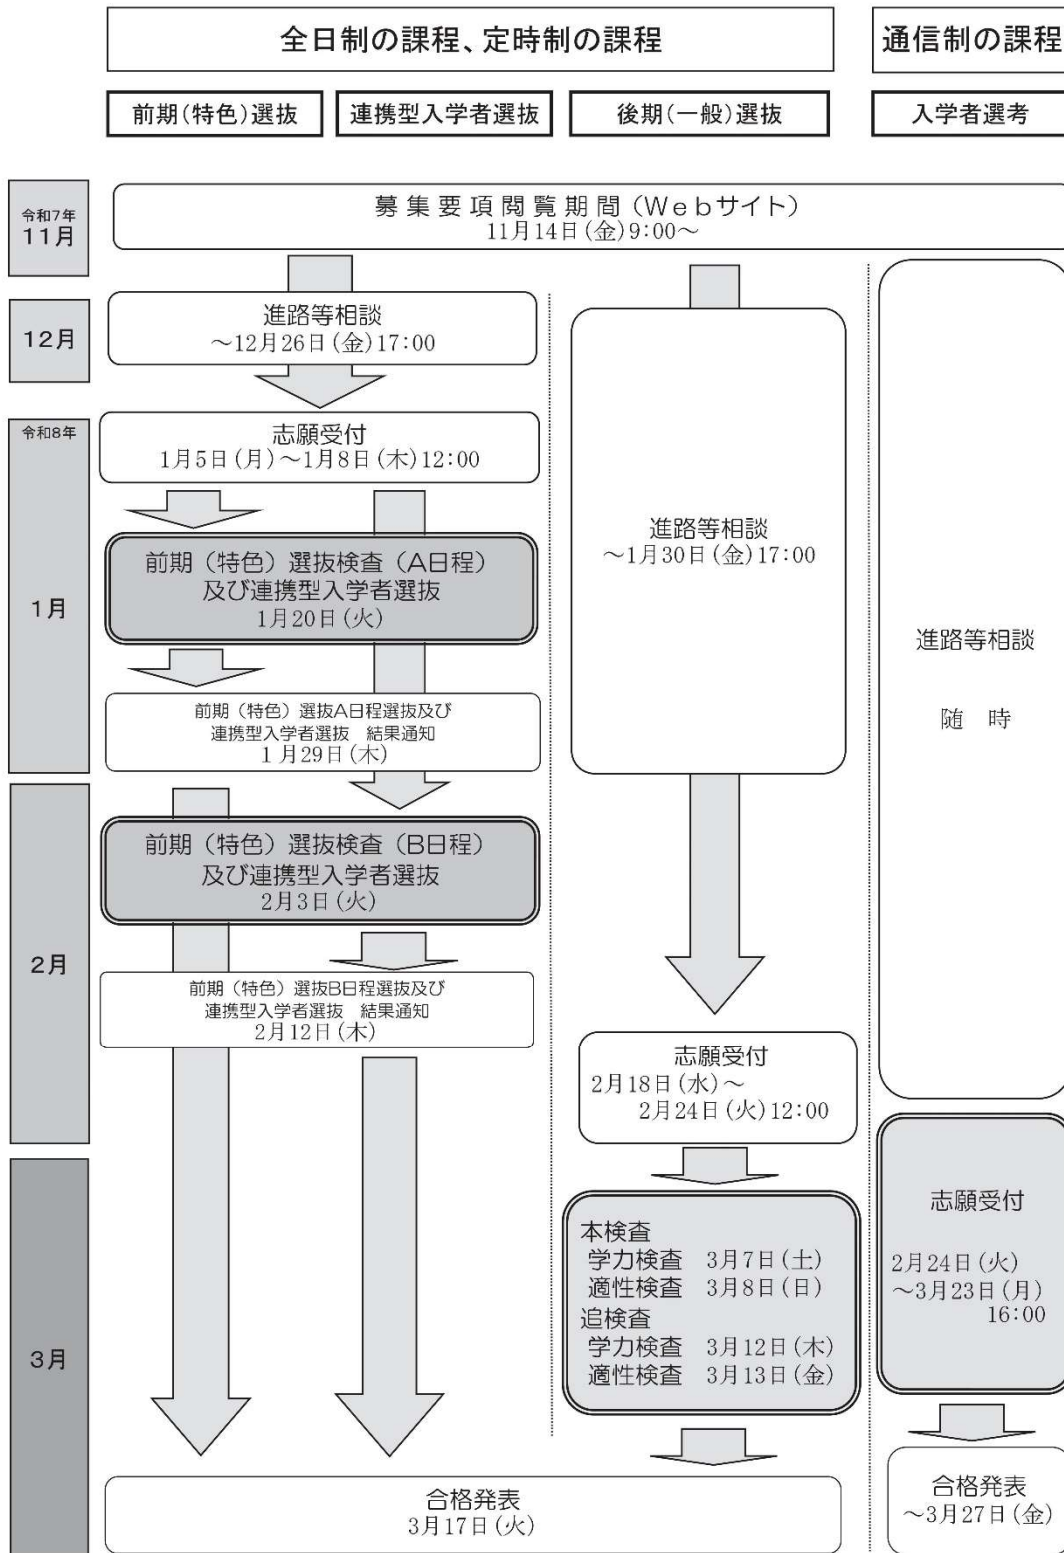 全日制の課程、定時制の課程
通信制の課程
前期(特色)選抜
連携型入学者選抜
後期(一般)選抜
入学者選考
令和7年
11月
募集要項閲覧期間(Webサイト)
11月14日(金)9:00～
12月
進路等相談
～12月26日(金)17:00
令和8年
1月
志願受付
1月5日(月)～1月8日(木)12:00
前期(特色)選抜検査(A日程)
及び連携型入学者選抜
1月20日(火)
前期(特色)選抜A日程選抜及び
連携型入学者選抜 結果通知
1月29日(木)
進路等相談
～1月30日(金)17:00
進路等相談
随 時
2月
前期(特色)選抜検査(B日程)
及び連携型入学者選抜
2月3日(火)
前期(特色)選抜B日程選抜及び
連携型入学者選抜 結果通知
2月12日(木)
志願受付
2月18日(水)～
2月24日(火)12:00
3月
本検査
学力検査 3月7日(土)
適性検査 3月8日(日)
追検査
学力検査 3月12日(木)
適性検査 3月13日(金)
志願受付
2月24日(火)
～3月23日(月)
16:00
合格発表
3月17日(火)
合格発表
～3月27日(金)